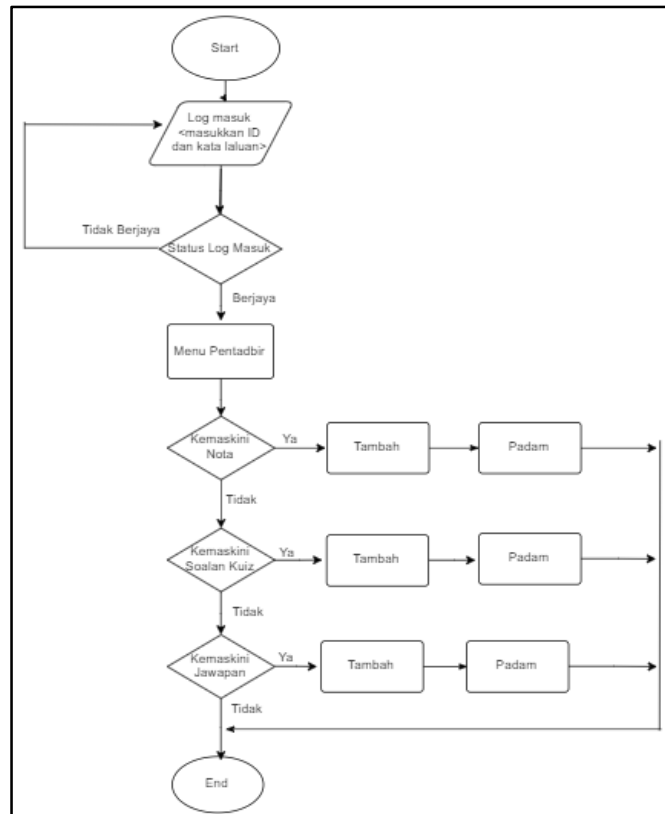 Start
Log masuk
<masukkan ID
dan kata laluan>
Tidak Berjaya
Status Log Masuk
Berjaya
Menu Pentadbir
Kemaskini
Nota
Ya
Tambah
Padam
Tidak
Kemaskini
Soalan Kuiz
Ya
Tambah
Padam
Tidak
Kemaskini
Jawapan
Ya
Tambah
Padam
Tidak
End